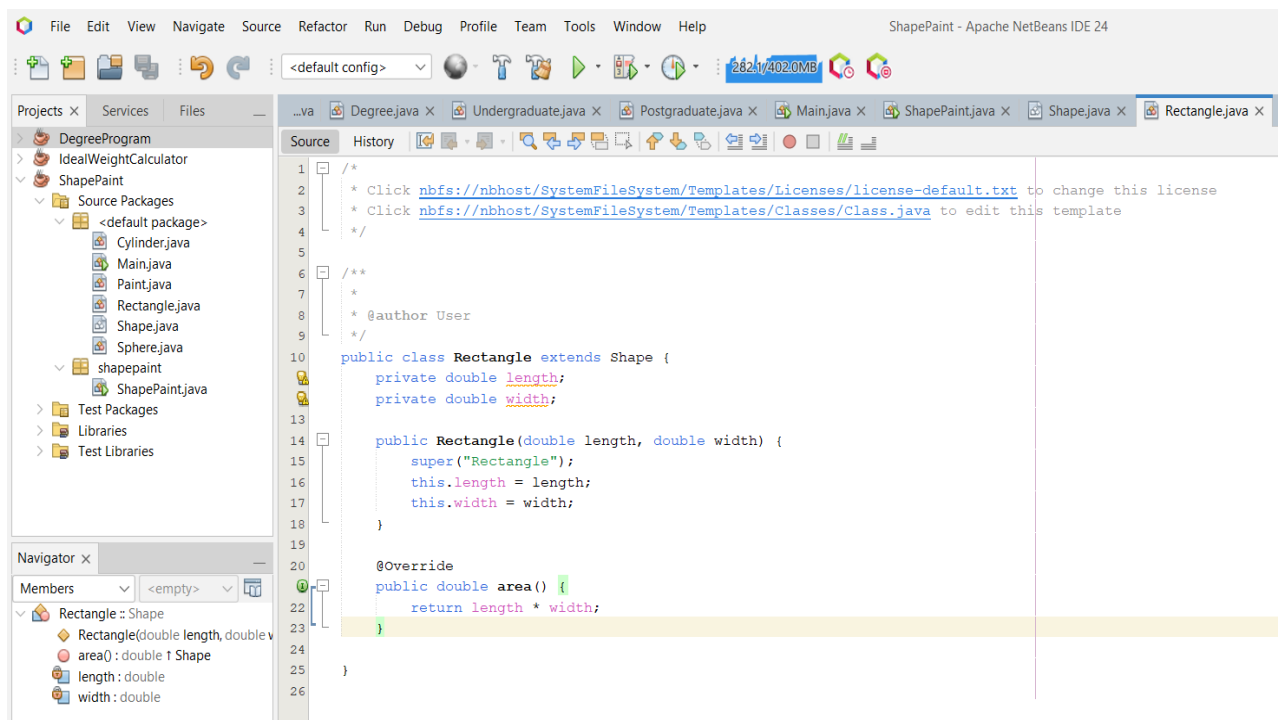 File Edit View Navigate Source Refactor Run Debug Profile Team Tools Window Help ShapePaint - Apache NetBeans IDE 24
<default config> 282.1/402.0MB
Projects Services Files
...va Degree.java Undergraduate.java Postgraduate.java Main.java ShapePaint.java Shape.java Rectangle.java
Source History
DegreeProgram
IdealWeightCalculator
ShapePaint
Source Packages
<default package>
Cylinder.java
Main.java
Paint.java
Rectangle.java
Shape.java
Sphere.java
shapepaint
ShapePaint.java
Test Packages
Libraries
Test Libraries
Navigator
Members <empty>
Rectangle :: Shape
Rectangle(double length, double w
area() : double ↑ Shape
length : double
width : double
1 /*
2 * Click nbfs://nbhost/SystemFileSystem/Templates/Licenses/license-default.txt to change this license
3 * Click nbfs://nbhost/SystemFileSystem/Templates/Classes/Class.java to edit this template
4 */
5
6 /**
7 *
8 * @author User
9 */
10 public class Rectangle extends Shape {
private double length;
private double width;
13
14 public Rectangle(double length, double width) {
15 super("Rectangle");
16 this.length = length;
17 this.width = width;
18 }
19
20 @Override
public double area() {
22 return length * width;
23 }
24
25 }
26